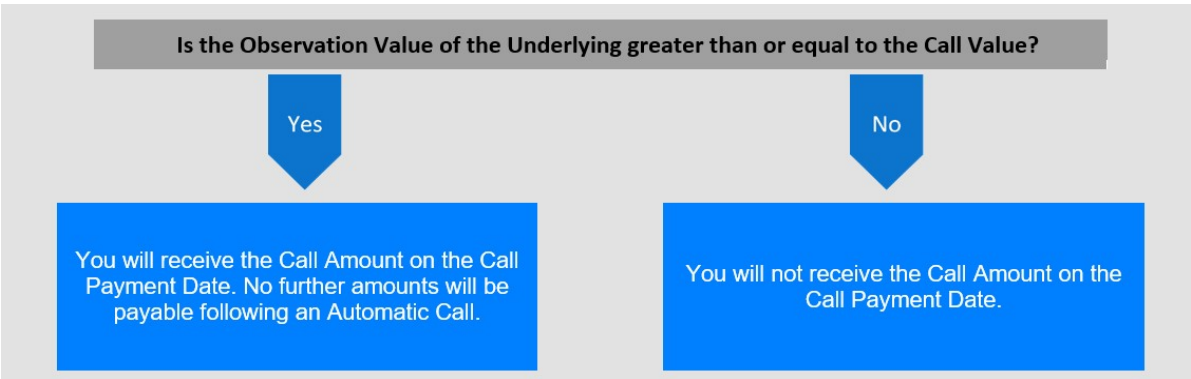 Is the Observation Value of the Underlying greater than or equal to the Call Value?
Yes
No
You will receive the Call Amount on the Call
Payment Date. No further amounts will be
payable following an Automatic Call.
You will not receive the Call Amount on the
Call Payment Date.